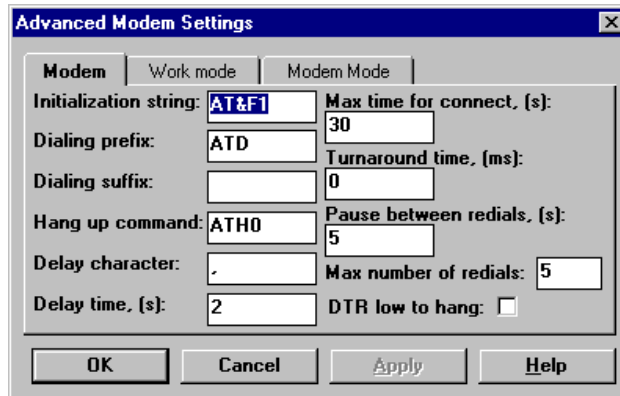 Advanced Modem Settings
Modem Work mode Modem Mode
Initialization string: AT&F1
Dialing prefix: ATD
Dialing suffix:
Hang up command: ATH0
Delay character: ,
Delay time, (s): 2
Max time for connect, (s):
30
Turnaround time, (ms):
0
Pause between redials, (s):
5
Max number of redials: 5
DTR low to hang:
OK Cancel Apply Help